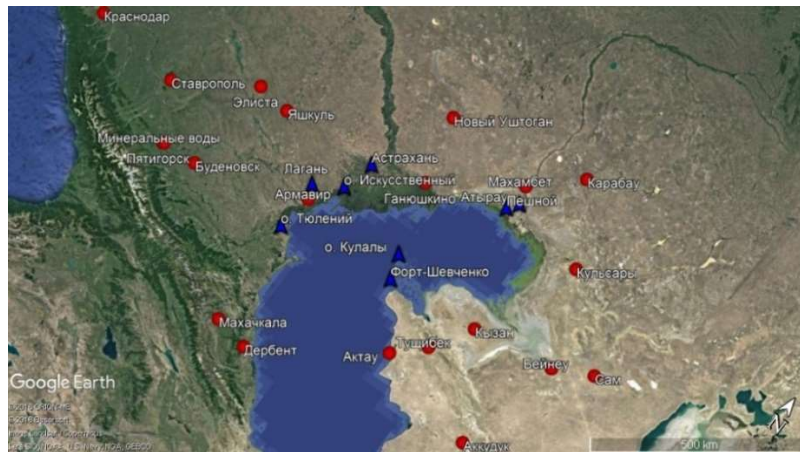 Краснодар
Ставрополь
Элиста
Яшкуль
Новый Уштоган
Минеральные воды
Пятигорск
Буденовск
Астрахань
Лагань
о. Искусственный
Махамбет
Карабау
Армавир
Ганюшкино
Атырау
Пешной
о. Тюлений
о. Кулалы
Форт-Шевченко
Кульсары
Махачкала
Кызан
Тушибек
Дербент
Актау
Бейнеу
Сам
Google Earth
Аккудук
500 km